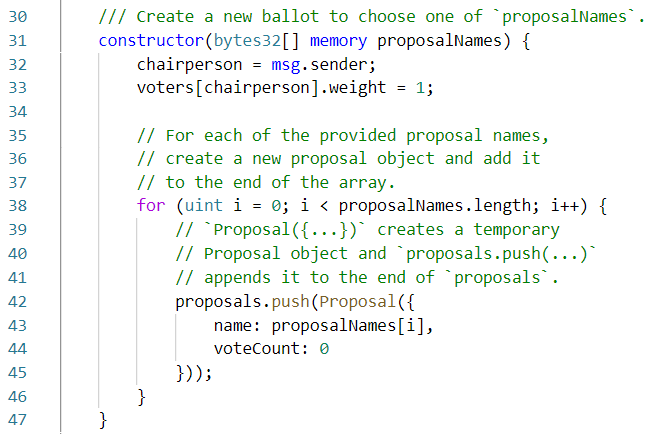 30 /// Create a new ballot to choose one of `proposalNames`.
31 constructor(bytes32[] memory proposalNames) {
32 chairperson = msg.sender;
33 voters[chairperson].weight = 1;
34
35 // For each of the provided proposal names,
36 // create a new proposal object and add it
37 // to the end of the array.
38 for (uint i = 0; i < proposalNames.length; i++) {
39 // `Proposal({...})` creates a temporary
40 // Proposal object and `proposals.push(...)`
41 // appends it to the end of `proposals`.
42 proposals.push(Proposal({
43 name: proposalNames[i],
44 voteCount: 0
45 }));
46 }
47 }